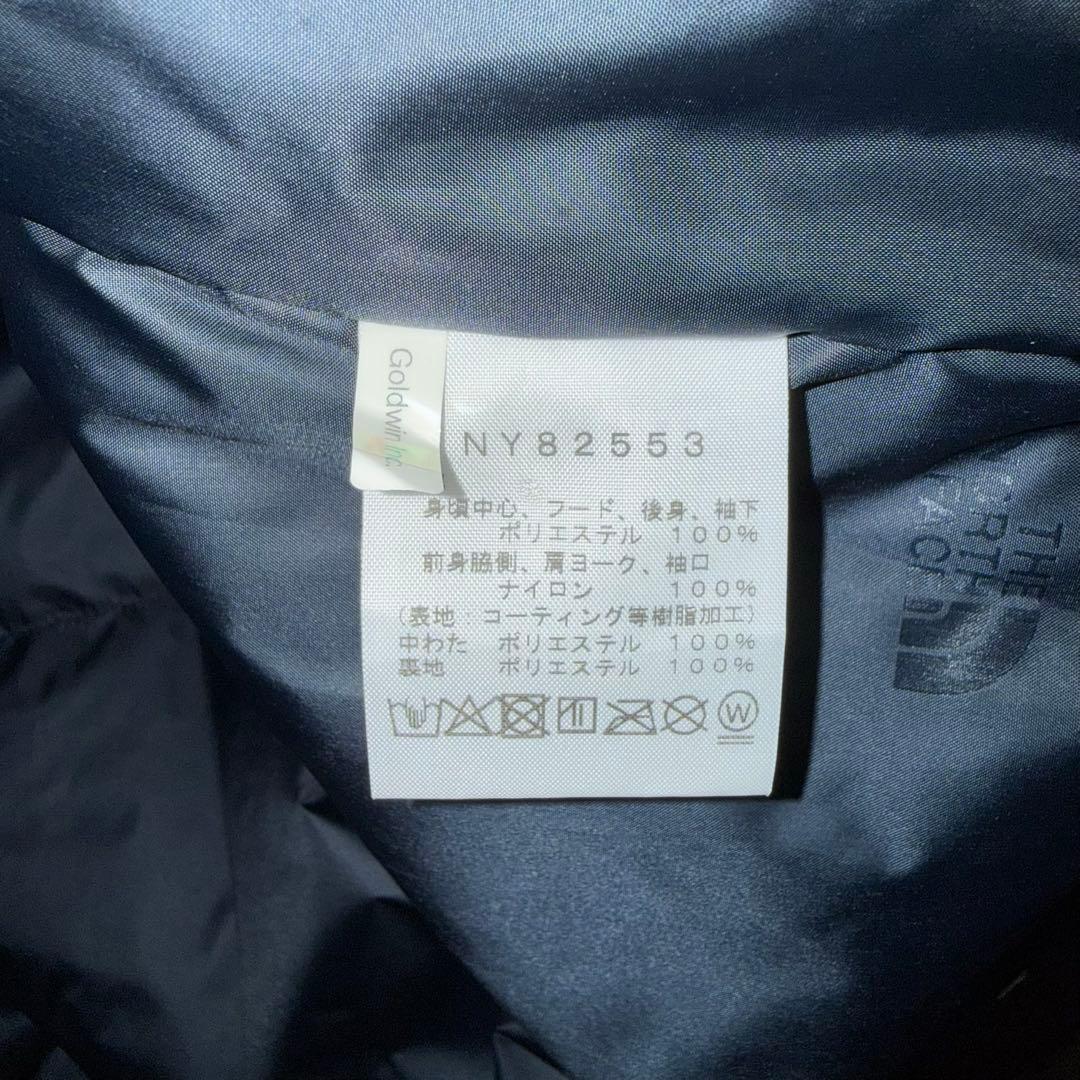 Goldwin Inc.
NY82553
身頃中心、フード、後身、袖下
ポリエステル 100%
前身脇側、肩ヨーク、袖口
ナイロン 100%
(表地:コーティング等樹脂加工)
中わた ポリエステル 100%
裏地 ポリエステル 100%
W
THE
NORTH
FACE